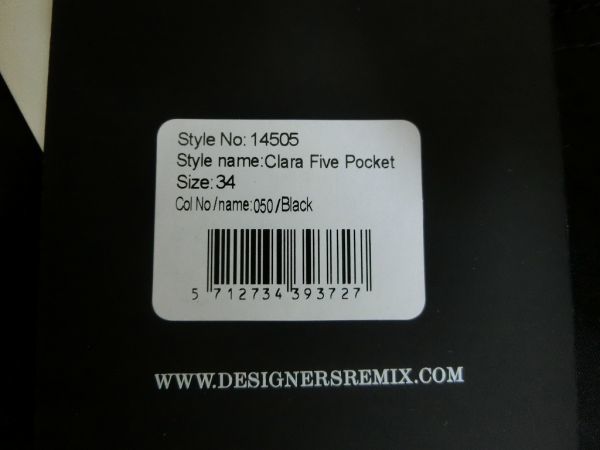 Style No: 14505
Style name:Clara Five Pocket
Size:34
Col No/name:050/Black
5 712734 393727
WWW.DESIGNERSREMIX.COM